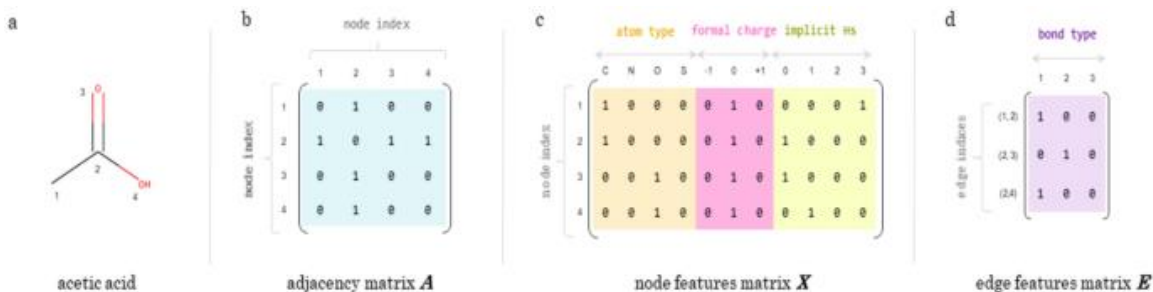 a
3
O
2
1
4
OH
acetic acid
b
node index
1 2 3 4
node index
1 0 1 0 0
2 1 0 1 1
3 0 1 0 0
4 0 1 0 0
adjacency matrix A
c
atom type formal charge implicit Hs
C N O S -1 0 +1 0 1 2 3
node index
1 1 0 0 0 0 1 0 0 0 0 1
2 1 0 0 0 0 1 0 1 0 0 0
3 0 0 1 0 0 1 0 1 0 0 0
4 0 0 1 0 0 1 0 0 1 0 0
node features matrix X
d
bond type
1 2 3
edge indices
(1, 2) 1 0 0
(2, 3) 0 1 0
(2,4) 1 0 0
edge features matrix E